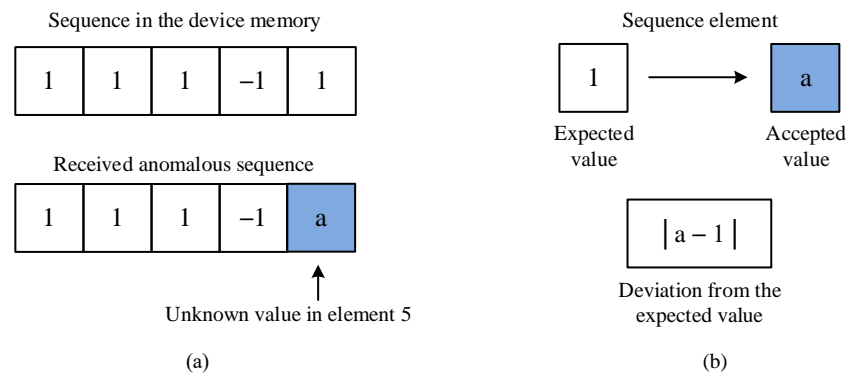 Sequence in the device memory
1 1 1 −1 1
Received anomalous sequence
1 1 1 −1 a
Unknown value in element 5
(a)
Sequence element
1 a
Expected Accepted
value value
| a − 1 |
Deviation from the
expected value
(b)